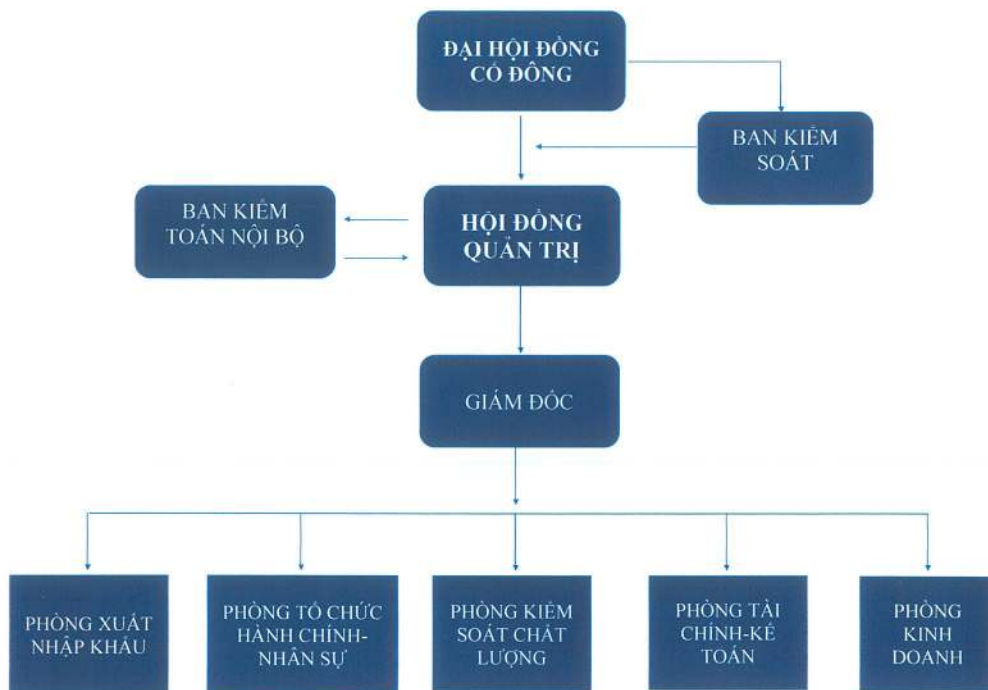 ĐẠI HỘI ĐỒNG
CỔ ĐÔNG
BAN KIỂM
SOÁT
BAN KIỂM
TOÁN NỘI BỘ
HỘI ĐỒNG
QUẢN TRỊ
GIÁM ĐỐC
PHÒNG XUẤT
NHẬP KHẨU
PHÒNG TỔ CHỨC
HÀNH CHÍNH-
NHÂN SỰ
PHÒNG KIỂM
SOÁT CHẤT
LƯỢNG
PHÒNG TÀI
CHÍNH-KẾ
TOÁN
PHÒNG
KINH
DOANH